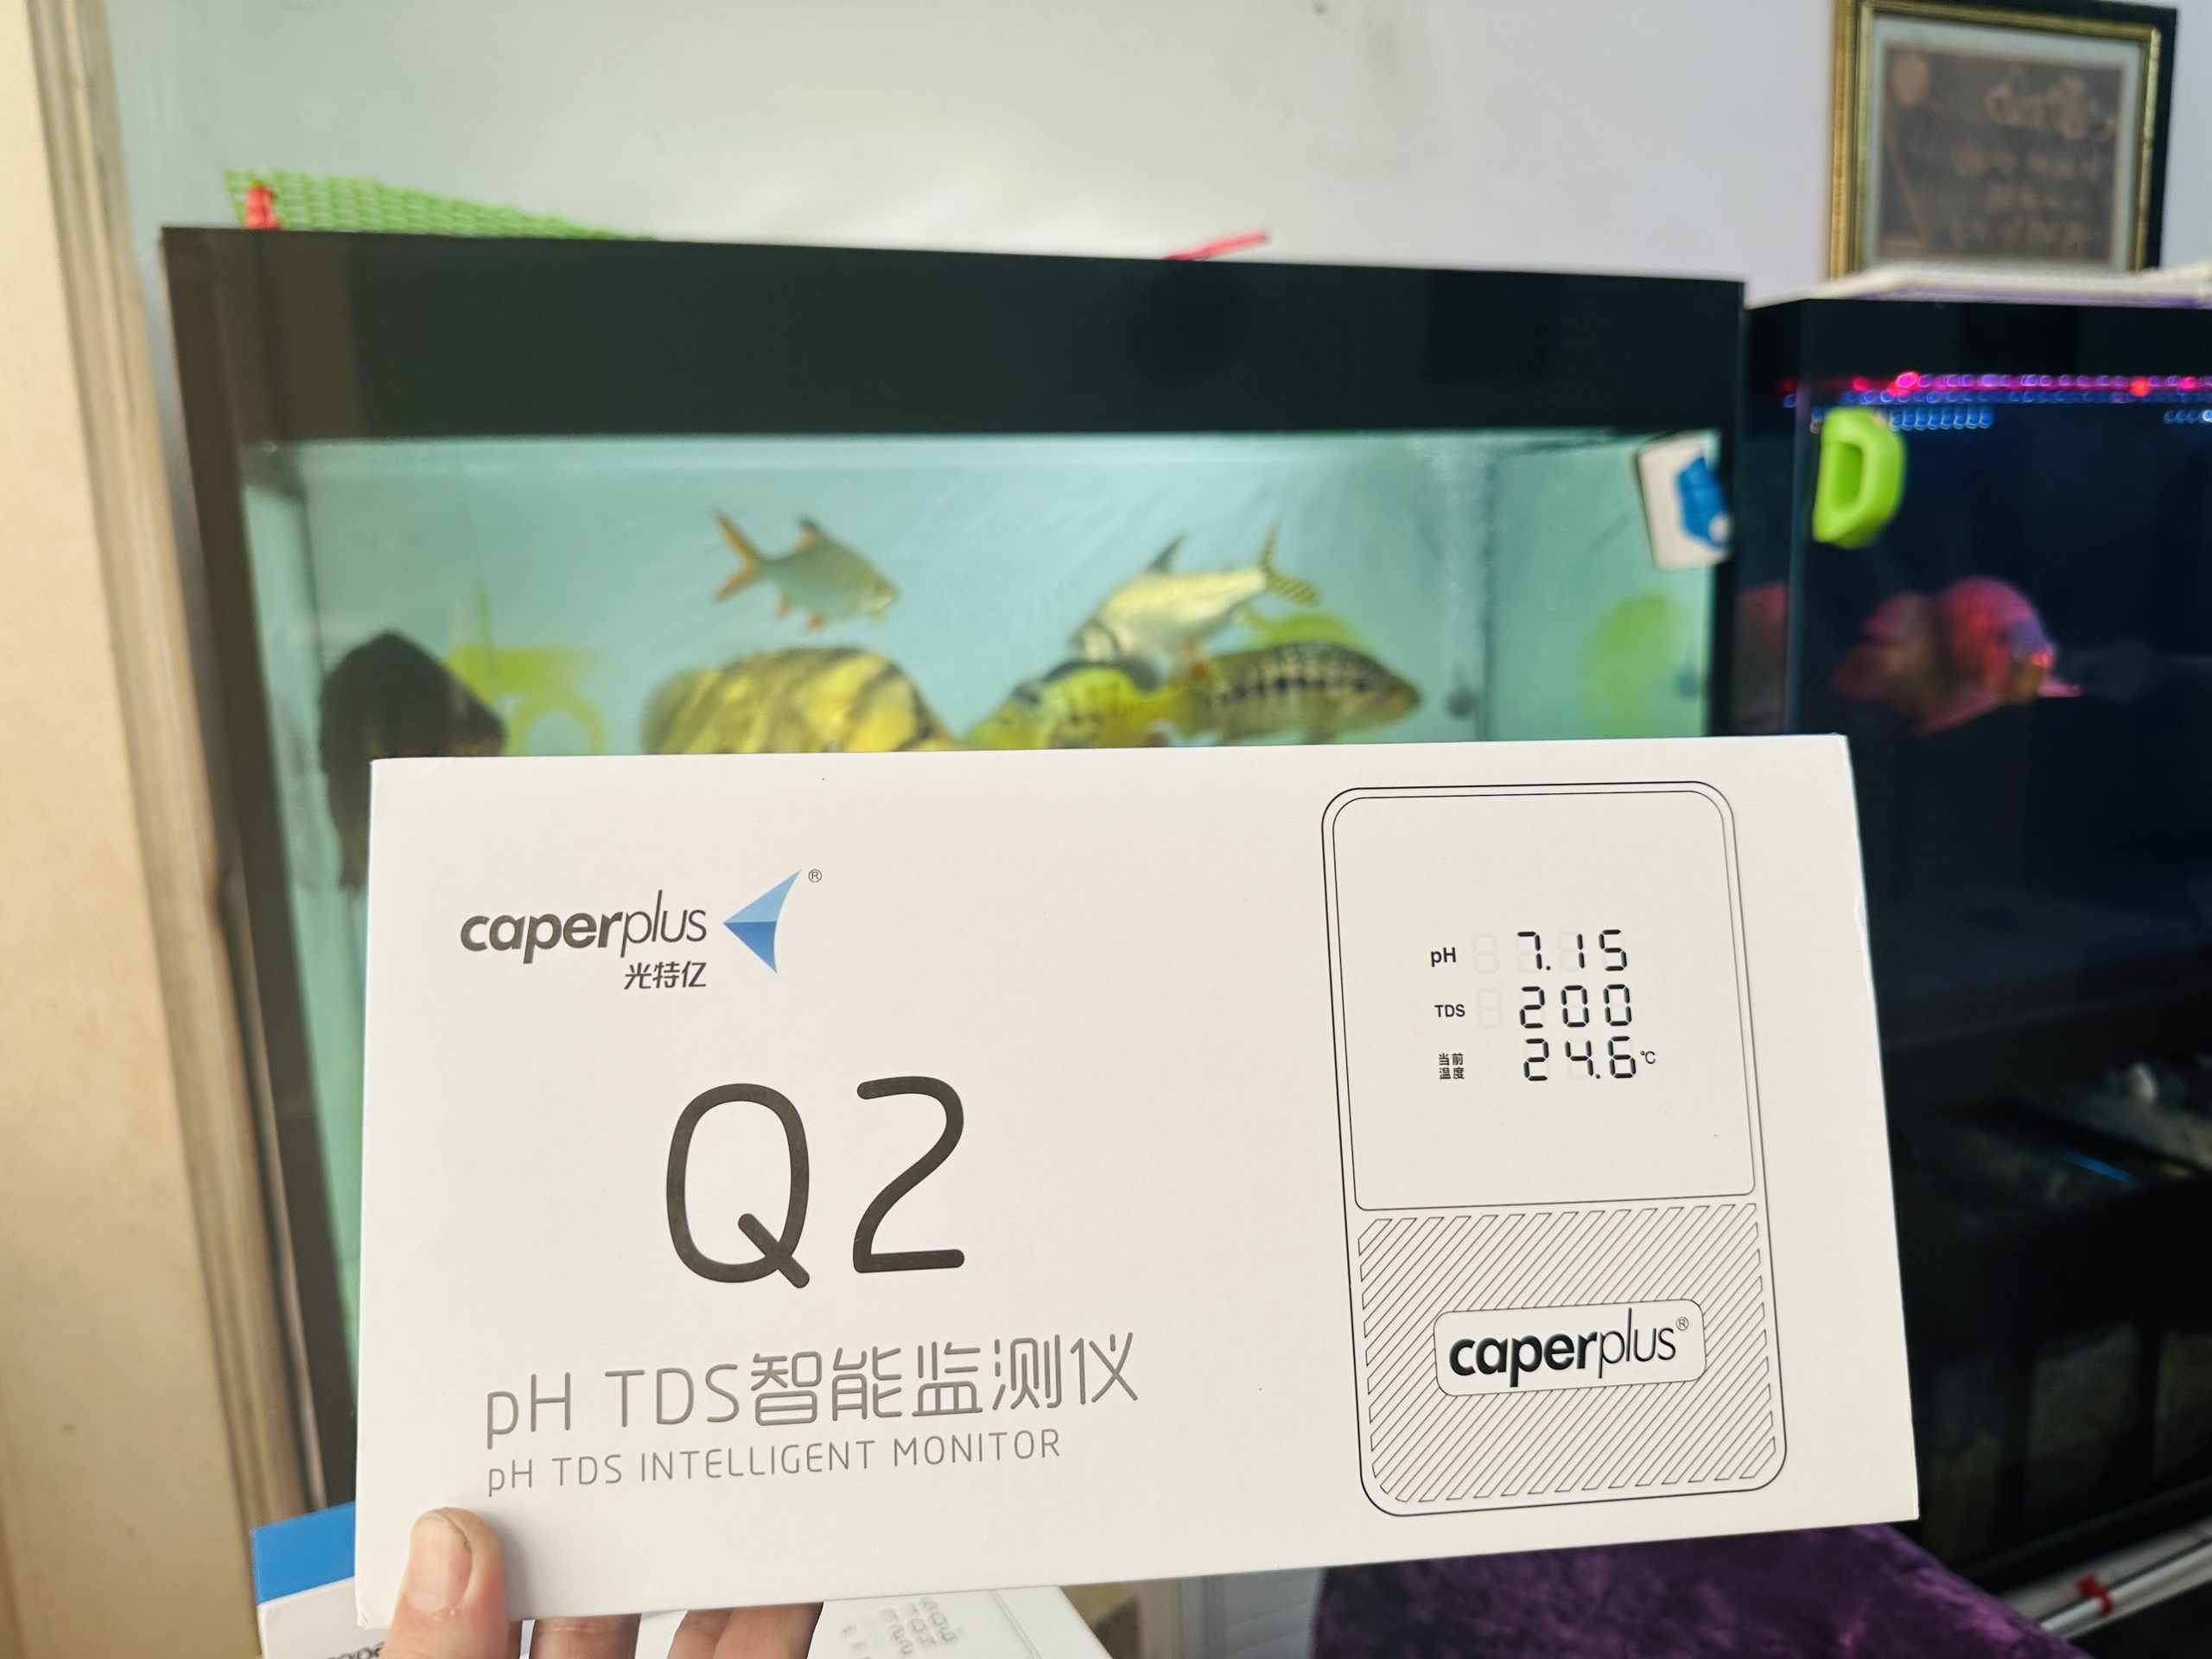 caperplus®
光特亿
Q2
pH TDS智能监测仪
pH TDS INTELLIGENT MONITOR
pH 7.15
TDS 200
当前
温度 24.6℃
caperplus®